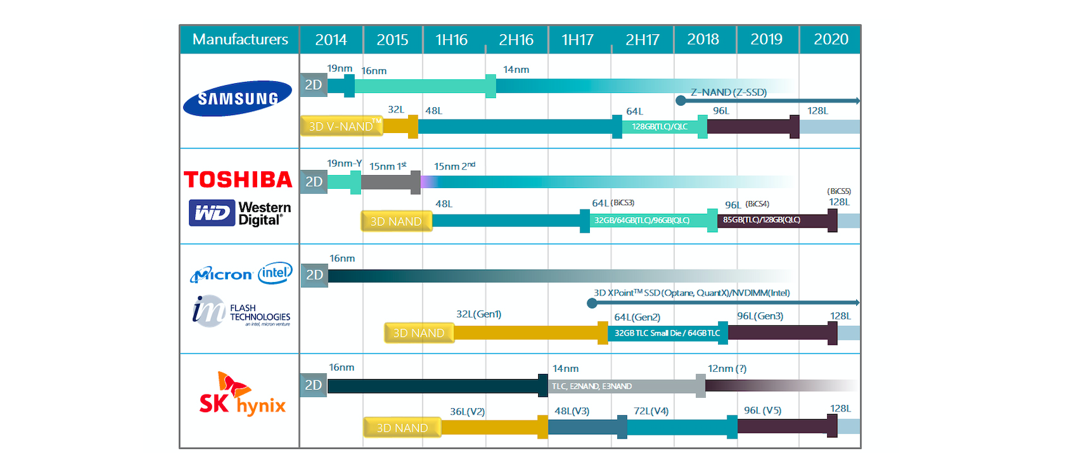 Manufacturers 2014 2015 1H16 2H16 1H17 2H17 2018 2019 2020
SAMSUNG
2D 19nm 16nm 14nm
Z-NAND (Z-SSD)
3D V-NAND™ 32L 48L 64L 96L 128L
128GB(TLC)/QLC
TOSHIBA
WD Western Digital®
2D 19nm-Y 15nm 1st 15nm 2nd
3D NAND 48L 64L (BiCS3) 96L (BiCS4) (BiCS5) 128L
32GB/64GB(TLC)/96GB(QLC) 85GB(TLC)/128GB(QLC)
Micron intel
im FLASH TECHNOLOGIES
an intel, micron venture
2D 16nm
3D XPoint™ SSD(Optane, QuantX)/NVDIMM(Intel)
3D NAND 32L(Gen1) 64L(Gen2) 96L(Gen3) 128L
32GB TLC Small Die / 64GB TLC
SK hynix
2D 16nm 14nm 12nm (?)
TLC, E2NAND, E3NAND
3D NAND 36L(V2) 48L(V3) 72L(V4) 96L (V5) 128L